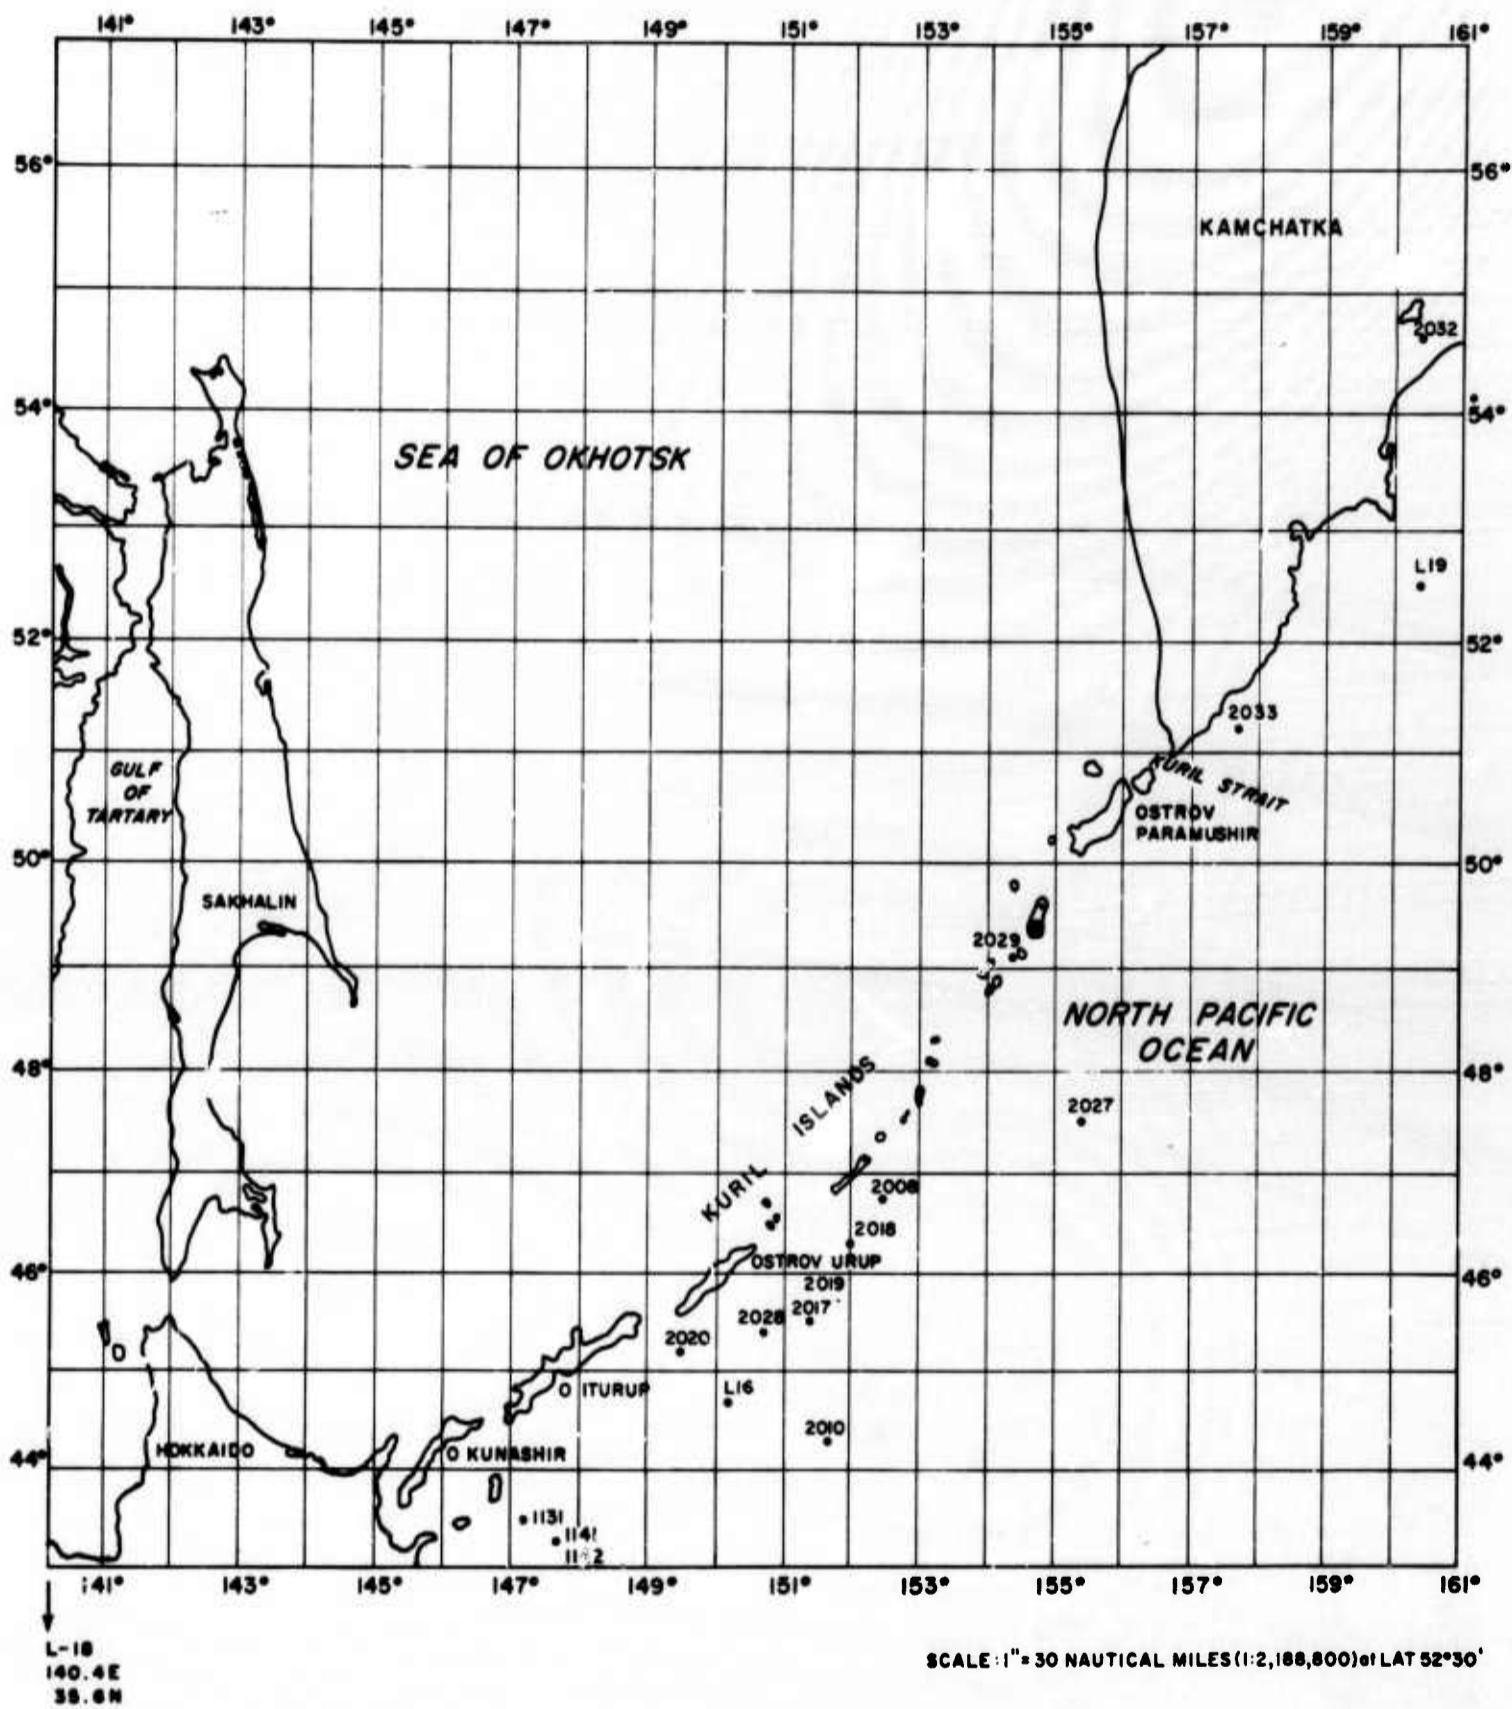 141° 143° 145° 147° 149° 151° 153° 155° 157° 159° 161°
56° 56°
KAMCHATKA
2032
54° 54°
SEA OF OKHOTSK
L19
52° 52°
2033
GULF
OF
TARTARY
KURIL STRAIT
OSTROV
PARAMUSHIR
50° 50°
SAKHALIN
2029
NORTH PACIFIC
OCEAN
48° 48°
KURIL ISLANDS
2027
2008
2018
OSTROV URUP
46° 46°
2019
2017
2028
2020
O ITURUP
L16
2010
HOKKAIDO
O KUNASHIR
44° 44°
1131
1141
141° 143° 145° 147° 149° 151° 153° 155° 157° 159° 161°
L-18
140.4E
35.6N
SCALE: 1"=30 NAUTICAL MILES (1:2,188,800) at LAT 52°30'